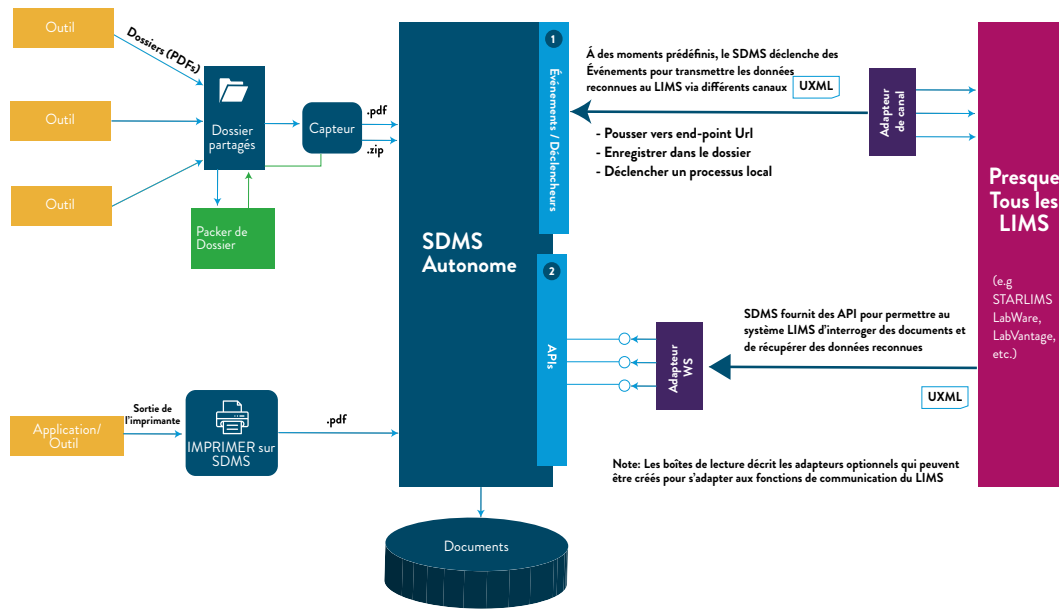 Outil
Dossiers (PDFs)
Outil
Outil
Dossier
partagés
Capteur
.pdf
.zip
Packer de
Dossier
Application/
Outil
Sortie de
l'imprimante
IMPRIMER sur
SDMS
.pdf
SDMS
Autonome
Documents
1
Événements / Déclencheurs
2
APIs
Á des moments prédéfinis, le SDMS déclenche des
Événements pour transmettre les données
reconnues au LIMS via différents canaux
UXML
- Pousser vers end-point Url
- Enregistrer dans le dossier
- Déclencher un processus local
Adapteur
de canal
Adapteur
WS
SDMS fournit des API pour permettre au
système LIMS d'interroger des documents et
de récupérer des données reconnues
UXML
Note: Les boîtes de lecture décrit les adapteurs optionnels qui peuvent
être créés pour s'adapter aux fonctions de communication du LIMS
Presque
Tous les
LIMS
(e.g
STARLIMS
LabWare,
LabVantage,
etc.)